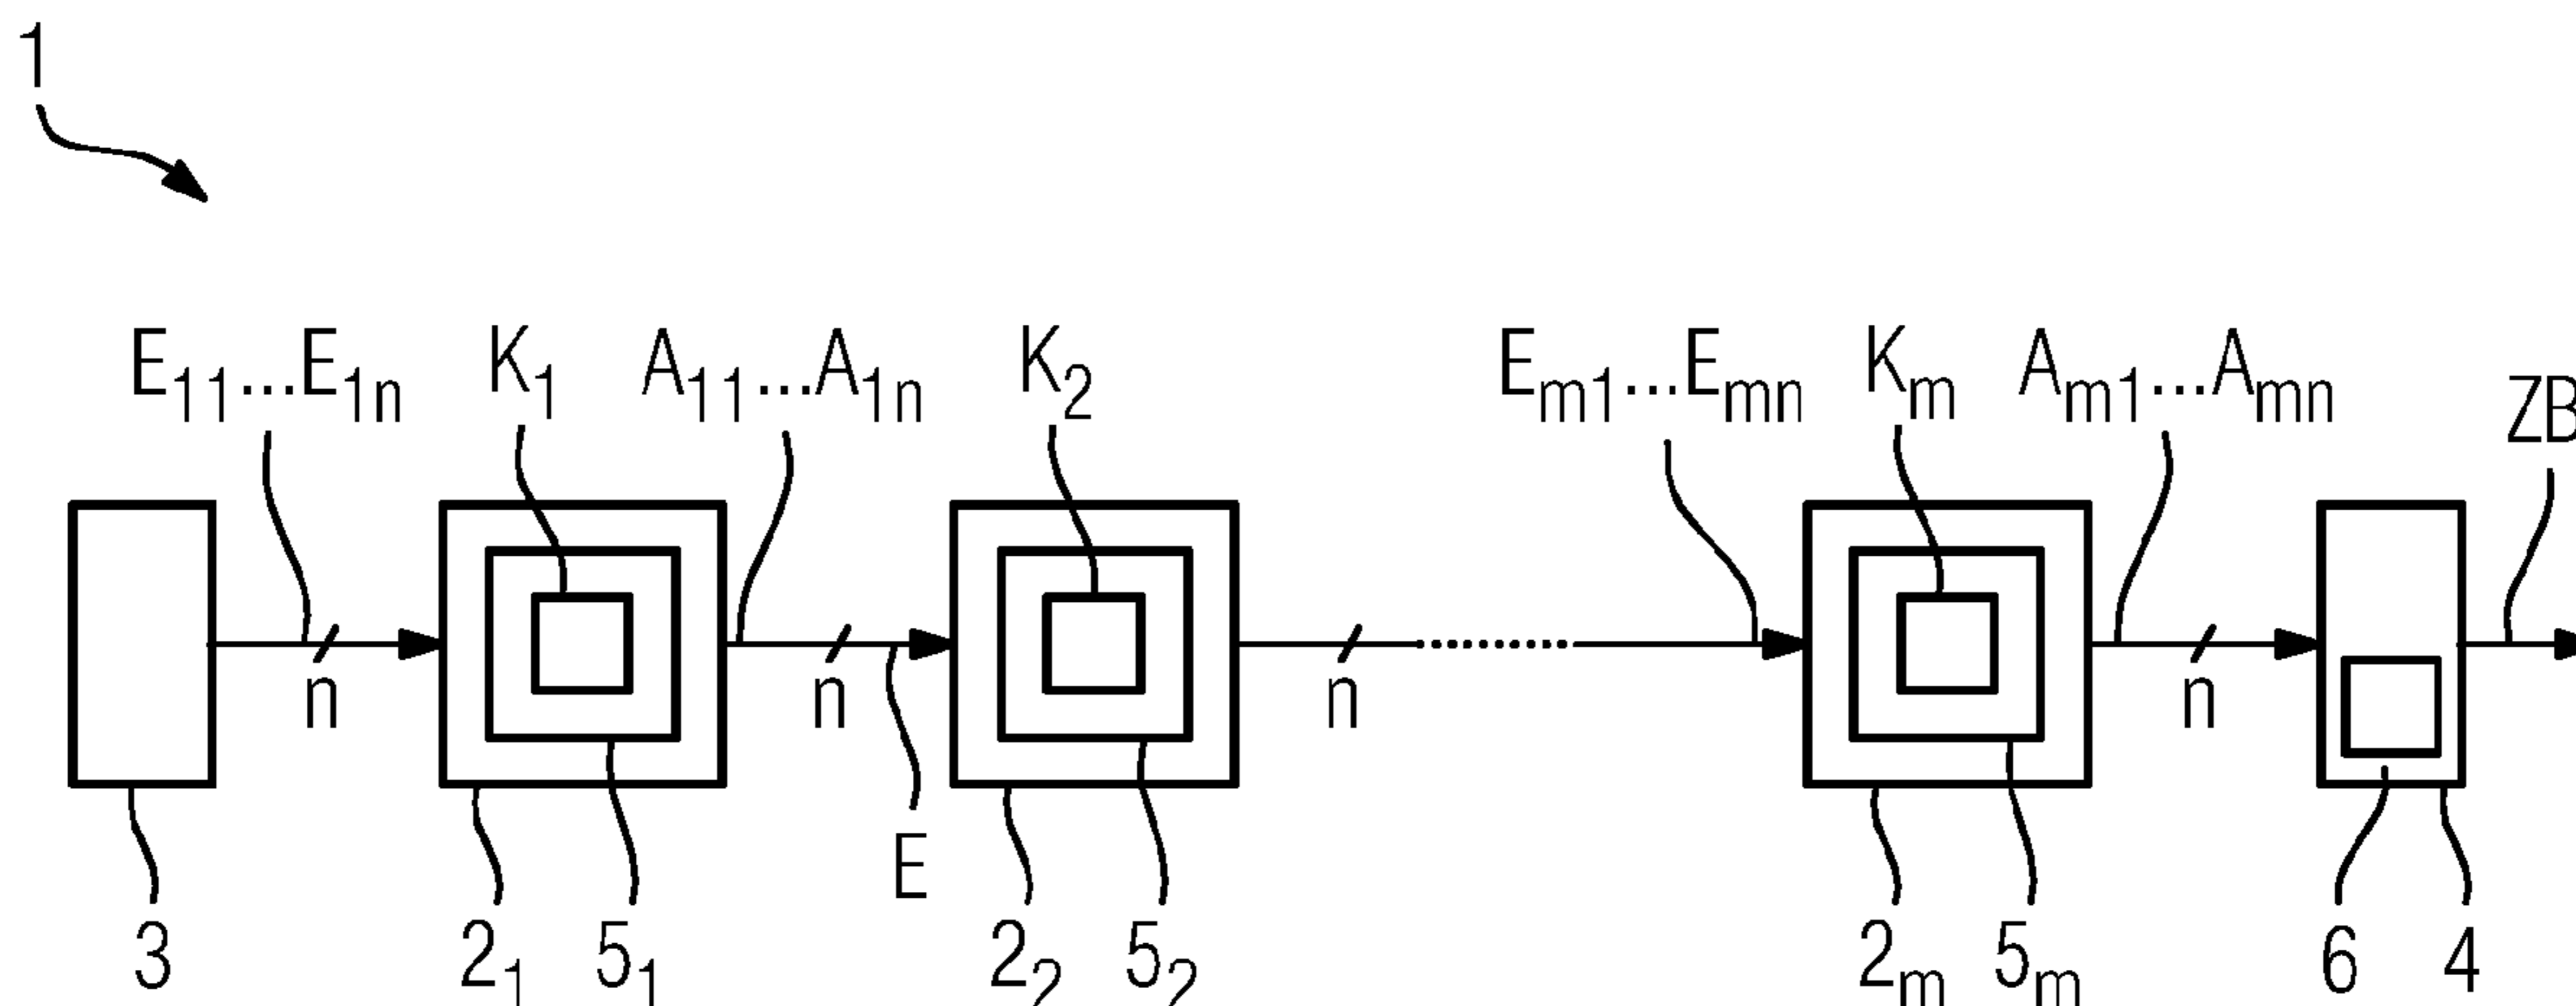 1
E₁₁...E₁ₙ K₁ A₁₁...A₁ₙ K₂ Eₘ₁...Eₘₙ Kₘ Aₘ₁...Aₘₙ ZB
n n n n
E
3 2₁ 5₁ 2₂ 5₂ 2ₘ 5ₘ 6 4